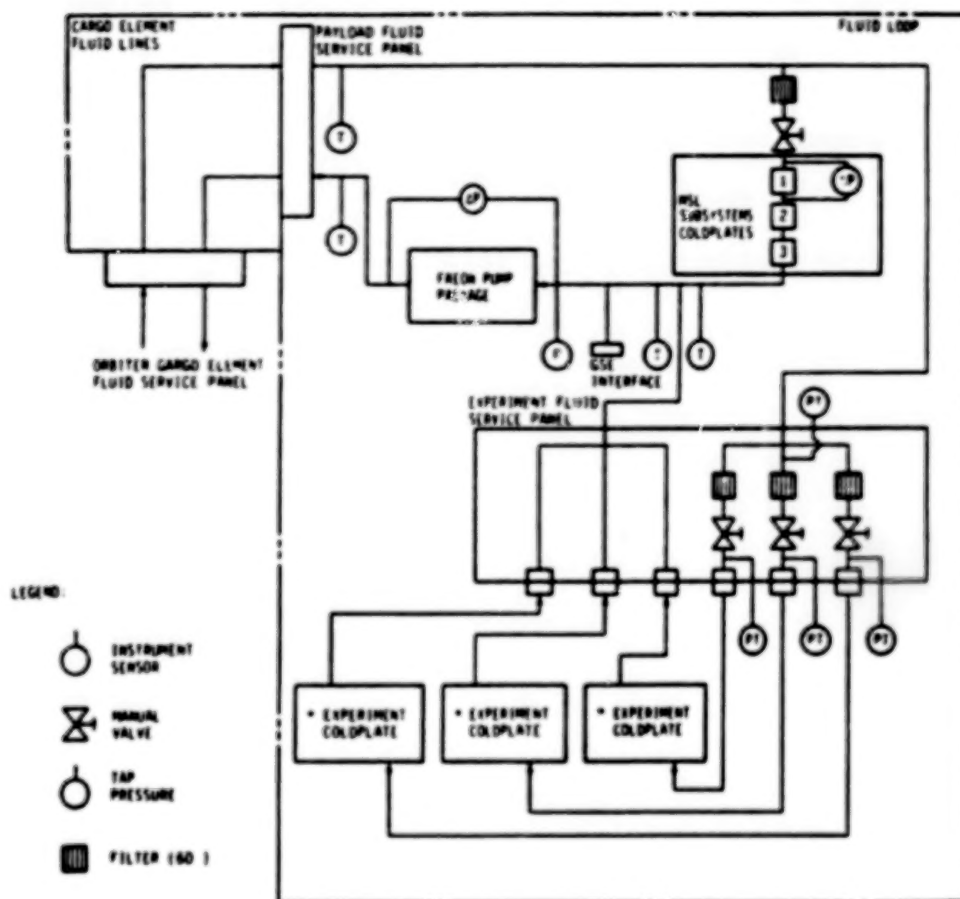 CARGO ELEMENT
FLUID LINES
PAYLOAD FLUID
SERVICE PANEL
FLUID LOOP
T
T
ΔP
MSL
SUBSYSTEMS
COLDPLATES
1
2
3
FREON PUMP
PACKAGE
GSE
INTERFACE
T
T
ORBITER CARGO ELEMENT
FLUID SERVICE PANEL
EXPERIMENT FLUID
SERVICE PANEL
PT
PT
PT
PT
LEGEND:
INSTRUMENT
SENSOR
MANUAL
VALVE
TAP
PRESSURE
FILTER (60 )
* EXPERIMENT
COLDPLATE
* EXPERIMENT
COLDPLATE
* EXPERIMENT
COLDPLATE